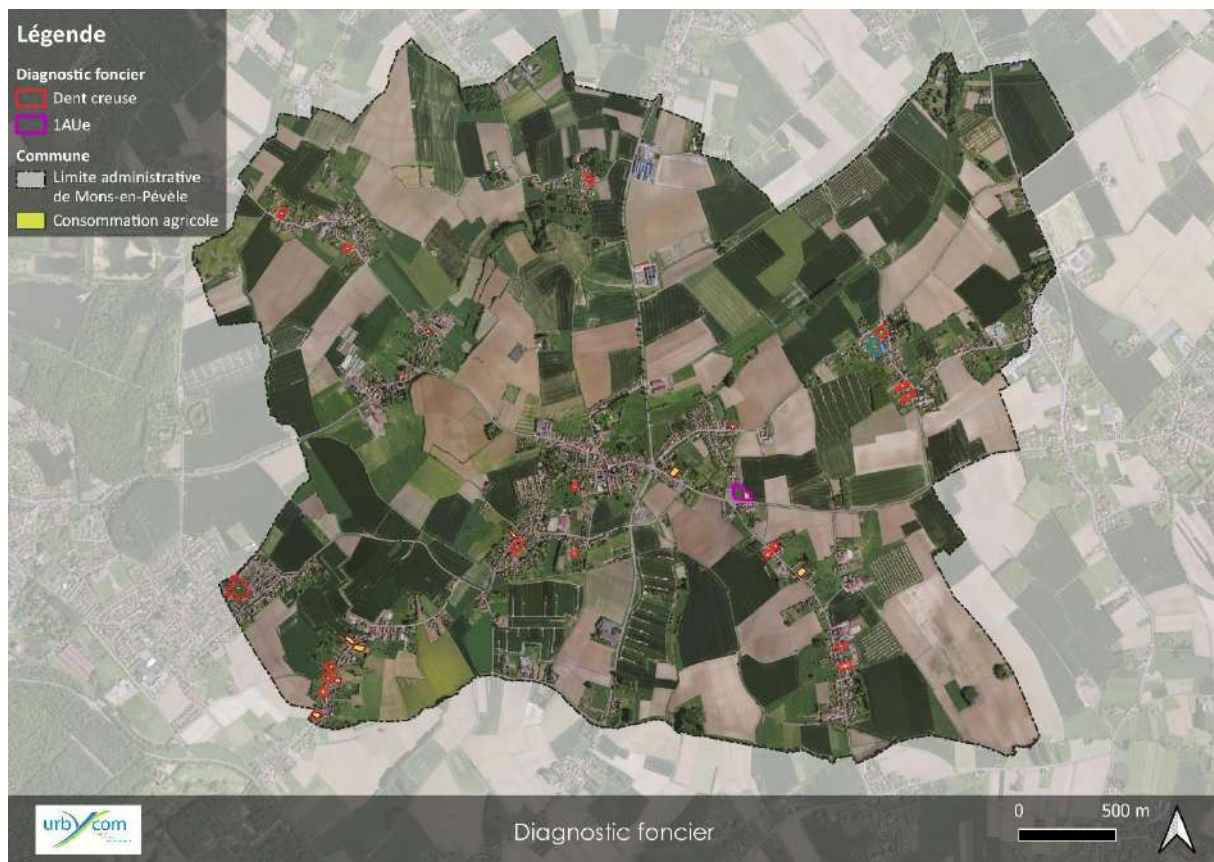 Légende
Diagnostic foncier
Dent creuse
1AUe
Commune
Limite administrative
de Mons-en-Pévèle
Consommation agricole
urbycom
Diagnostic foncier
0 500 m